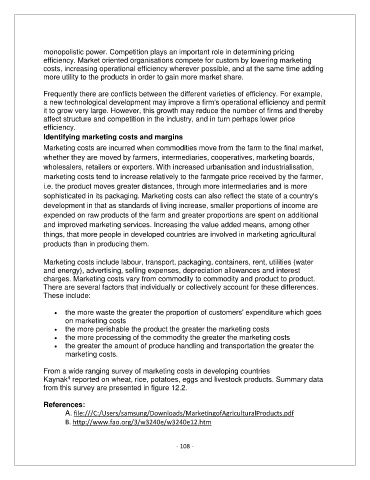 monopolistic power. Competition plays an important role in determining pricing
efficiency. Market oriented organisations compete for custom by lowering marketing
costs, increasing operational efficiency wherever possible, and at the same time adding
more utility to the products in order to gain more market share.
Frequently there are conflicts between the different varieties of efficiency. For example,
a new technological development may improve a firm's operational efficiency and permit
it to grow very large. However, this growth may reduce the number of firms and thereby
affect structure and competition in the industry, and in turn perhaps lower price
efficiency.
Identifying marketing costs and margins
Marketing costs are incurred when commodities move from the farm to the final market,
whether they are moved by farmers, intermediaries, cooperatives, marketing boards,
wholesalers, retailers or exporters. With increased urbanisation and industrialisation,
marketing costs tend to increase relatively to the farmgate price received by the farmer,
i.e. the product moves greater distances, through more intermediaries and is more
sophisticated in its packaging. Marketing costs can also reflect the state of a country's
development in that as standards of living increase, smaller proportions of income are
expended on raw products of the farm and greater proportions are spent on additional
and improved marketing services. Increasing the value added means, among other
things, that more people in developed countries are involved in marketing agricultural
products than in producing them.
Marketing costs include labour, transport, packaging, containers, rent, utilities (water
and energy), advertising, selling expenses, depreciation allowances and interest
charges. Marketing costs vary from commodity to commodity and product to product.
There are several factors that individually or collectively account for these differences.
These include:
• the more waste the greater the proportion of customers' expenditure which goes
on marketing costs
• the more perishable the product the greater the marketing costs
• the more processing of the commodity the greater the marketing costs
• the greater the amount of produce handling and transportation the greater the
marketing costs.
From a wide ranging survey of marketing costs in developing countries
Kaynak⁴ reported on wheat, rice, potatoes, eggs and livestock products. Summary data
from this survey are presented in figure 12.2.
References:
A. file:///C:/Users/samsung/Downloads/MarketingofAgriculturalProducts.pdf
B. http://www.fao.org/3/w3240e/w3240e12.htm
- 108 -